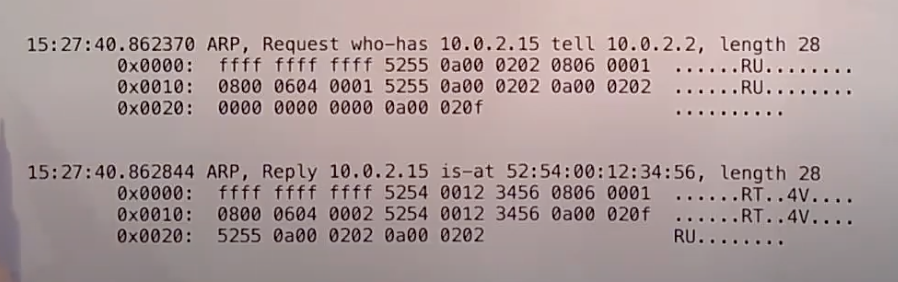 15:27:40.862370 ARP, Request who-has 10.0.2.15 tell 10.0.2.2, length 28
0x0000: ffff ffff ffff 5255 0a00 0202 0806 0001 ......RU........
0x0010: 0800 0604 0001 5255 0a00 0202 0a00 0202 ......RU........
0x0020: 0000 0000 0000 0a00 020f ..........
15:27:40.862844 ARP, Reply 10.0.2.15 is-at 52:54:00:12:34:56, length 28
0x0000: ffff ffff ffff 5254 0012 3456 0806 0001 ......RT..4V....
0x0010: 0800 0604 0002 5254 0012 3456 0a00 020f ......RT..4V....
0x0020: 5255 0a00 0202 0a00 0202 RU........